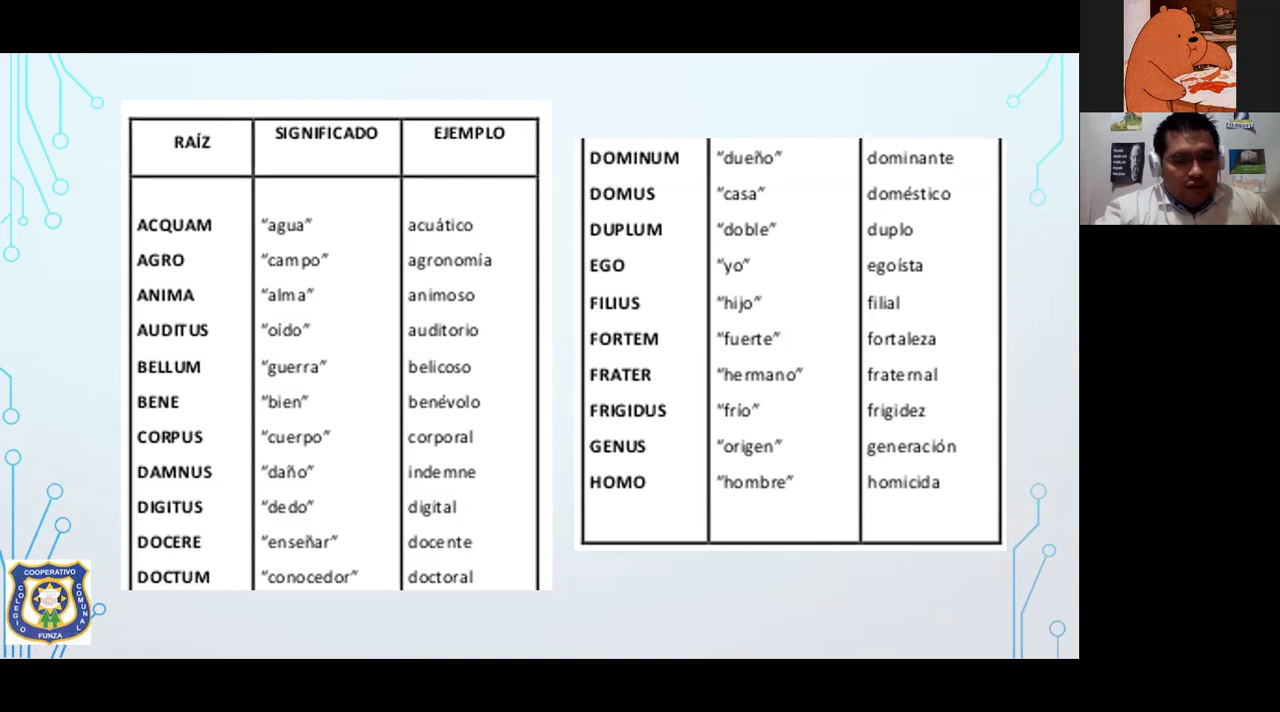 RAÍZ SIGNIFICADO EJEMPLO
ACQUAM “agua” acuático
AGRO “campo” agronomía
ANIMA “alma” animoso
AUDITUS “oído” auditorio
BELLUM “guerra” belicoso
BENE “bien” benévolo
CORPUS “cuerpo” corporal
DAMNUS “daño” indemne
DIGITUS “dedo” digital
DOCERE “enseñar” docente
DOCTUM “conocedor” doctoral
DOMINUM “dueño” dominante
DOMUS “casa” doméstico
DUPLUM “doble” duplo
EGO “yo” egoísta
FILIUS “hijo” filial
FORTEM “fuerte” fortaleza
FRATER “hermano” fraternal
FRIGIDUS “frío” frigidez
GENUS “origen” generación
HOMO “hombre” homicida
COOPERATIVO
COLEGIO
COMUNAL
FUNZA